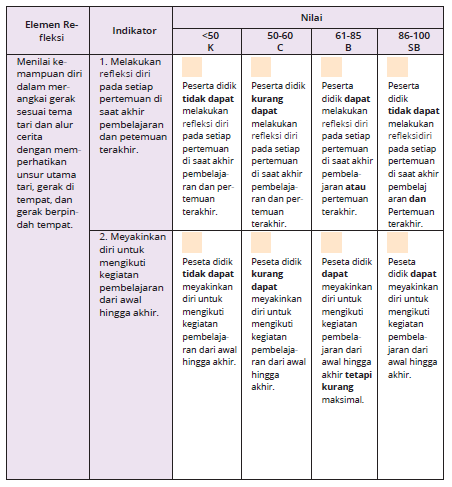 Elemen Re-
fleksi
Indikator
Nilai
<50
K
50-60
C
61-85
B
86-100
SB
Menilai ke-
mampuan diri
dalam mer-
angkai gerak
sesuai tema
tari dan alur
cerita
dengan mem-
perhatikan
unsur utama
tari, gerak di
tempat, dan
gerak berpin-
dah tempat.
1. Melakukan
refleksi diri
pada setiap
pertemuan di
saat akhir
pembelajaran
dan petemuan
terakhir.
Peserta didik
tidak dapat
melakukan
refleksi diri
pada setiap
pertemuan
di saat akhir
pembelaja-
ran dan per-
temuan
terakhir.
Peserta didik
kurang
dapat
melakukan
refleksi diri
pada setiap
pertemuan
di saat akhir
pembelaja-
ran dan per-
temuan
terakhir.
Peserta
didik dapat
melakukan
refleksi diri
pada setiap
pertemuan
di saat akhir
pembela-
jaran atau
pertemuan
terakhir.
Peserta
didik
tidak dapat
melakukan
refleksidiri
pada setiap
pertemuan
di saat akhir
pembelaj
aran dan
Pertemuan
terakhir.
2. Meyakinkan
diri untuk
mengikuti
kegiatan
pembelajaran
dari awal
hingga akhir.
Peseta didik
tidak dapat
meyakinkan
diri untuk
mengikuti
kegiatan
pembelaja-
ran dari awal
hingga akhir.
Peseta didik
kurang
dapat
meyakinkan
diri untuk
mengikuti
kegiatan
pembelaja-
ran dari awal
hingga
akhir.
Peseta didik
dapat
meyakinkan
diri untuk
mengikuti
kegiatan
pembela-
jaran dari
awal hingga
akhir tetapi
kurang
maksimal.
Peseta
didik dapat
meyakinkan
diri untuk
mengikuti
kegiatan
pembela-
jaran dari
awal hingga
akhir.